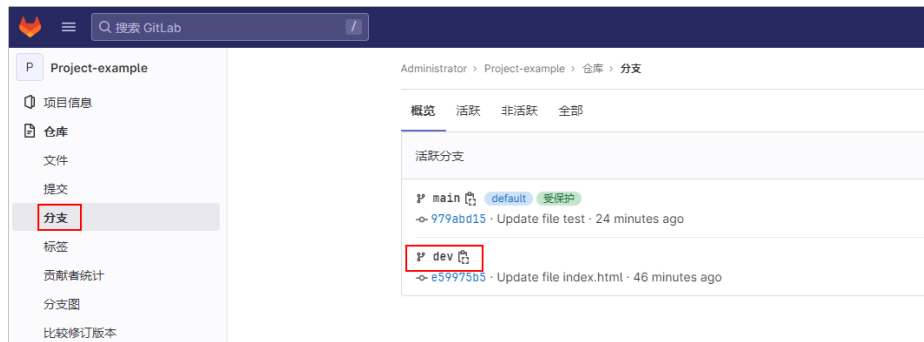 搜索 GitLab /
P Project-example
项目信息
仓库
文件
提交
分支
标签
贡献者统计
分支图
比较修订版本
Administrator › Project-example › 仓库 › 分支
概览 活跃 非活跃 全部
活跃分支
main default 受保护
979abd15 · Update file test · 24 minutes ago
dev
e59975b5 · Update file index.html · 46 minutes ago